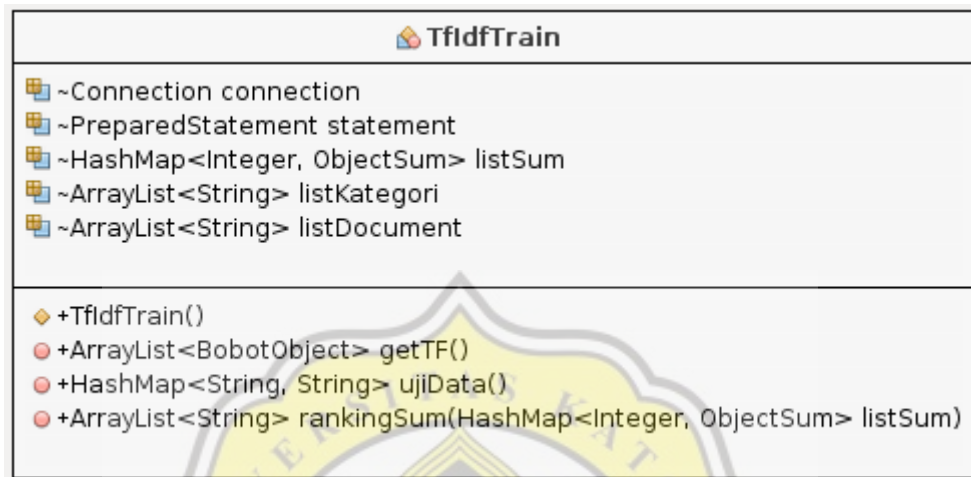 TfIdfTrain
~Connection connection
~PreparedStatement statement
~HashMap<Integer, ObjectSum> listSum
~ArrayList<String> listKategori
~ArrayList<String> listDocument
+TfIdfTrain()
+ArrayList<BobotObject> getTF()
+HashMap<String, String> ujiData()
+ArrayList<String> rankingSum(HashMap<Integer, ObjectSum> listSum)